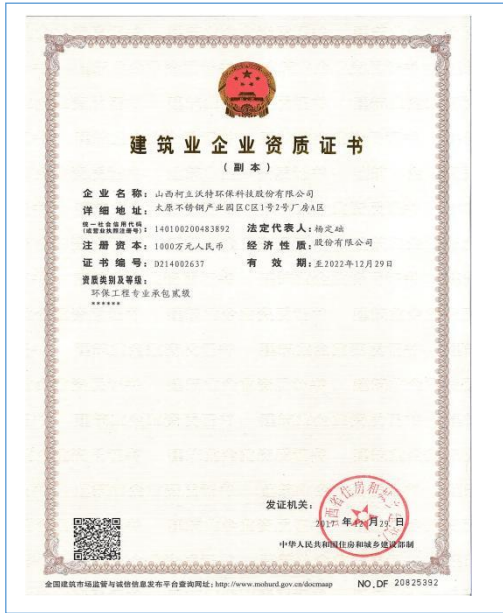 建筑业企业资质证书
（副本）
企业名称：山西柯立沃特环保科技股份有限公司
详细地址：太原不锈钢产业园区C区1号2号厂房A区
统一社会信用代码
（或营业执照注册号）：140100200483892 法定代表人：杨定础
注册资本：1000万元人民币 经济性质：股份有限公司
证书编号：D214002637 有效期：至2022年12月29日
资质类别及等级：
环保工程专业承包贰级
******
发证机关：
2017年12月29日
中华人民共和国住房和城乡建设部制
全国建筑市场监管与诚信信息发布平台查询网址：http://www.mohurd.gov.cn/docmaap NO.DF 20825392